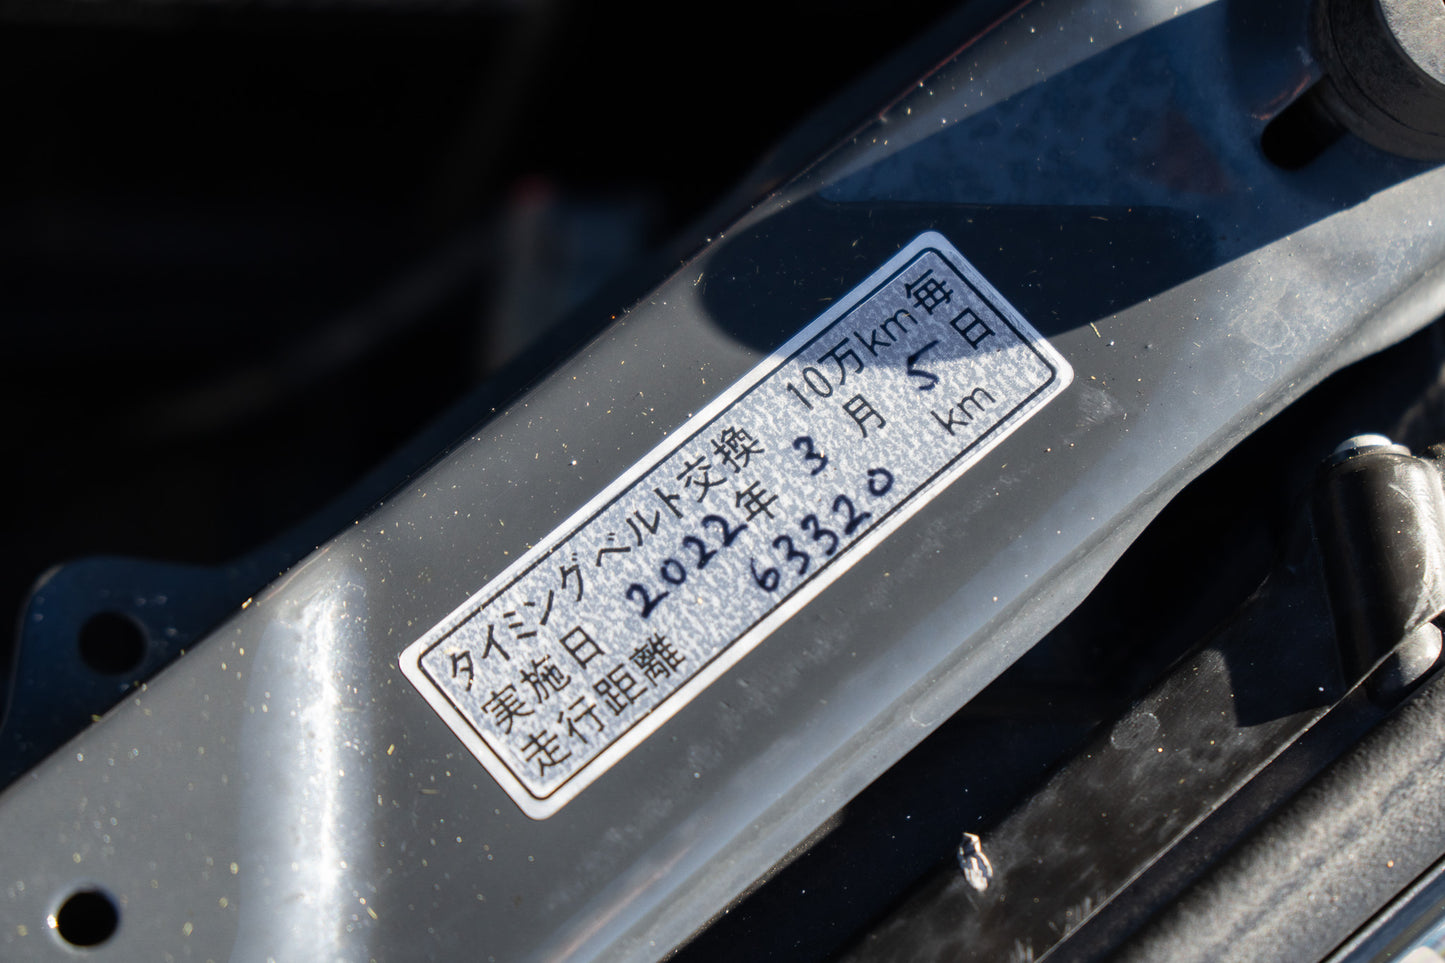 タイミングベルト交換 10万km毎
実施日 2022年 3月 5日
走行距離 63320 km